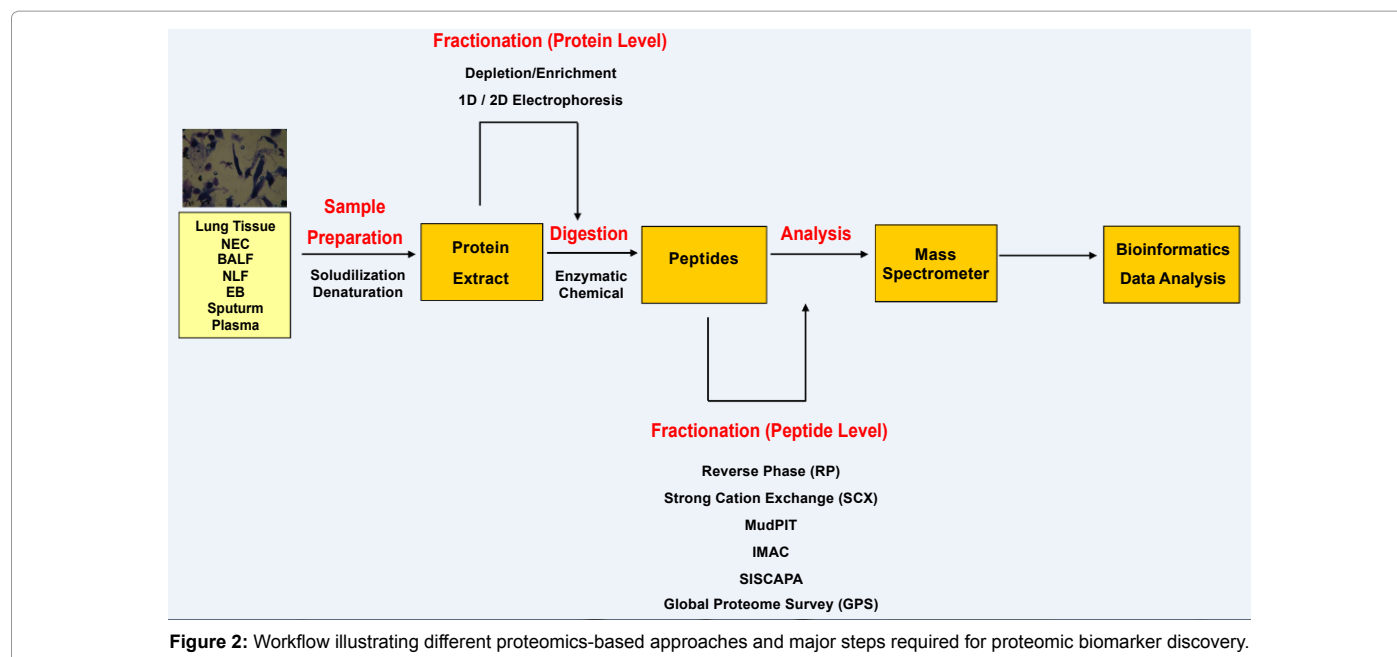 Fractionation (Protein Level)
Depletion/Enrichment
1D / 2D Electrophoresis
Lung Tissue
NEC
BALF
NLF
EB
Sputurm
Plasma
Sample
Preparation
Soludilization
Denaturation
Protein
Extract
Digestion
Enzymatic
Chemical
Peptides
Analysis
Mass
Spectrometer
Bioinformatics
Data Analysis
Fractionation (Peptide Level)
Reverse Phase (RP)
Strong Cation Exchange (SCX)
MudPIT
IMAC
SISCAPA
Global Proteome Survey (GPS)
Figure 2: Workflow illustrating different proteomics-based approaches and major steps required for proteomic biomarker discovery.